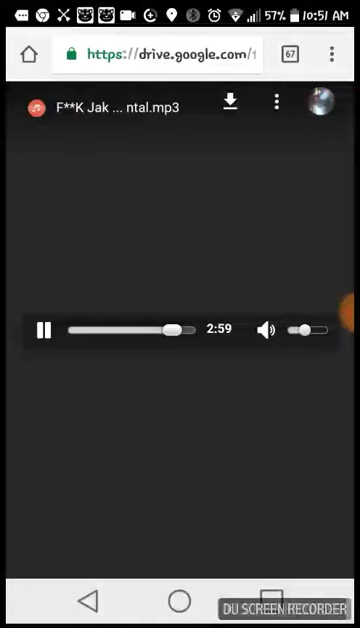 57% 10:51 AM
https://drive.google.com/
67
F**K Jak ... ntal.mp3
2:59
DU SCREEN RECORDER